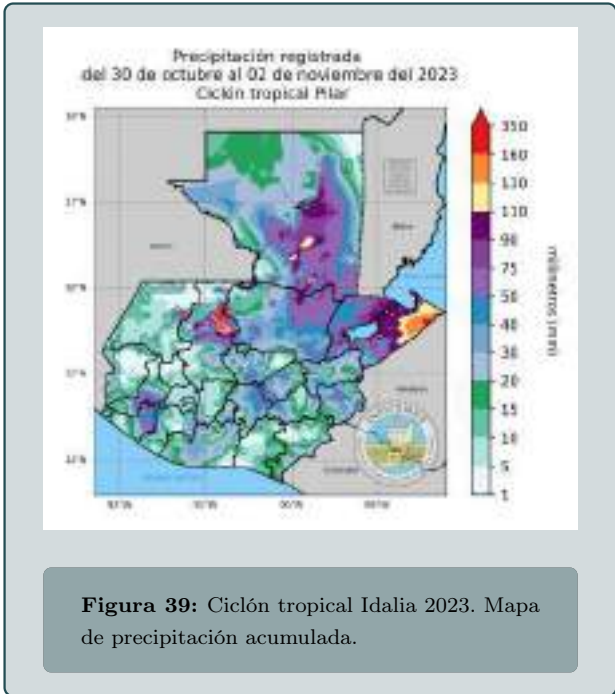 Precipitación registrada
del 30 de octubre al 02 de noviembre del 2023
Ciclón tropical Pilar
350
160
130
110
90
75
50
40
30
20
15
10
5
1
milímetros (mm)
Figura 39: Ciclón tropical Idalia 2023. Mapa
de precipitación acumulada.